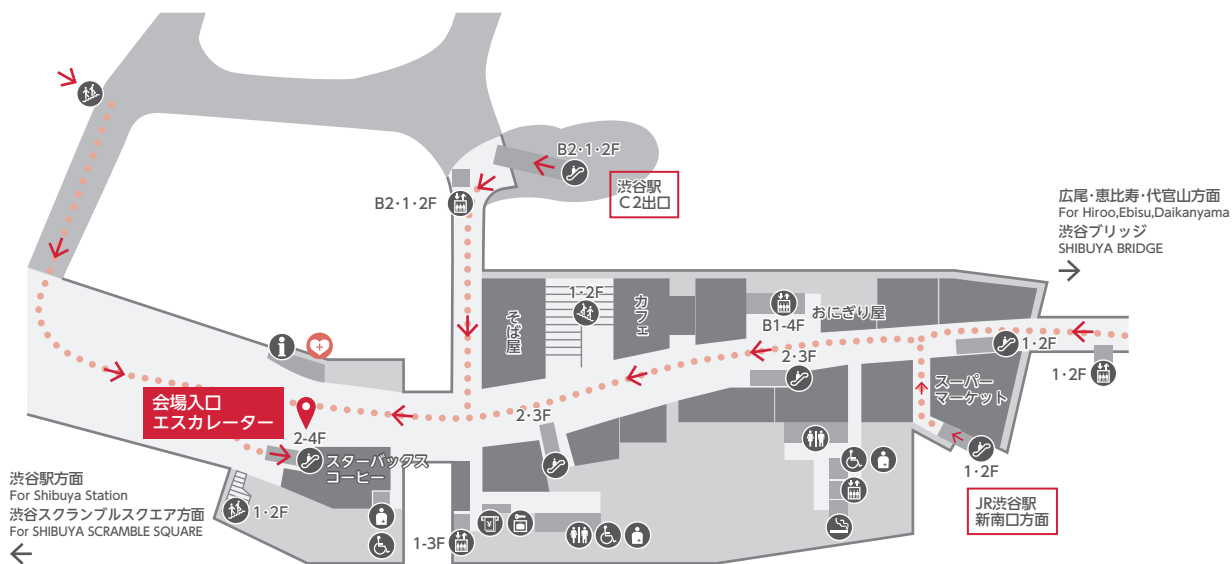 B2･1･2F
渋谷駅
C2出口
B2･1･2F
広尾･恵比寿･代官山方面
For Hiroo,Ebisu,Daikanyama
渋谷ブリッジ
SHIBUYA BRIDGE
1･2F
そば屋
カフェ
B1-4F
おにぎり屋
1･2F
2･3F
1･2F
スーパー
マーケット
会場入口
エスカレーター
2･3F
2-4F
スターバックス
コーヒー
1･2F
渋谷駅方面
For Shibuya Station
渋谷スクランブルスクエア方面
For SHIBUYA SCRAMBLE SQUARE
1･2F
JR渋谷駅
新南口方面
1-3F